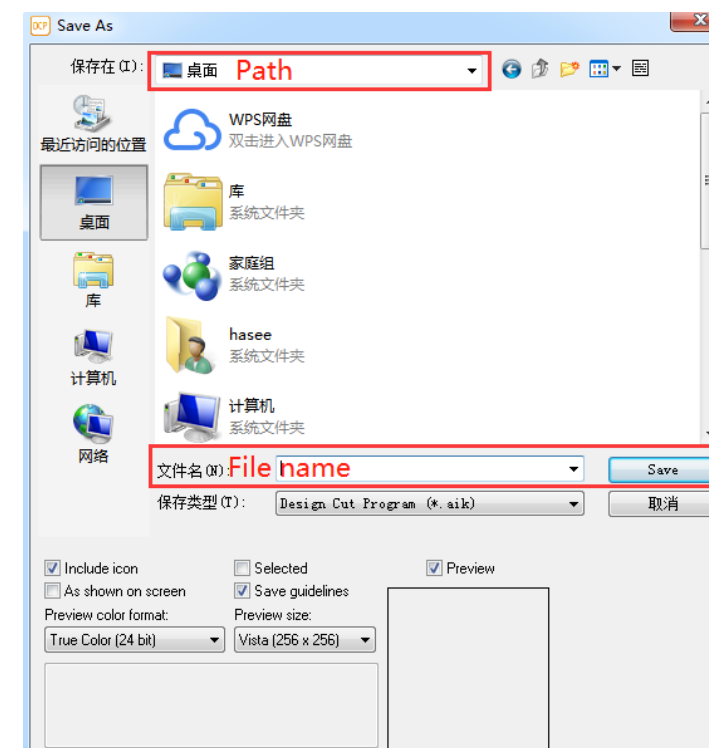 DCP Save As
保存在(I): 桌面 Path
最近访问的位置
桌面
库
计算机
网络
WPS网盘
双击进入WPS网盘
库
系统文件夹
家庭组
系统文件夹
hasee
系统文件夹
计算机
系统文件夹
文件名(N): File name Save
保存类型(T): Design Cut Program (*.aik) 取消
Include icon Selected Preview
As shown on screen Save guidelines
Preview color format: Preview size:
True Color (24 bit) Vista (256 x 256)